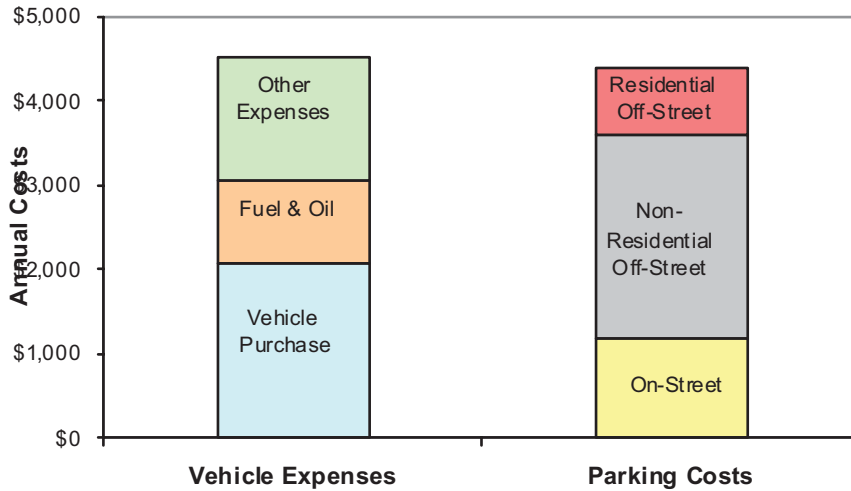 $5,000
$4,000
$3,000
$2,000
$1,000
$0
Annual Costs
Other
Expenses
Fuel & Oil
Vehicle
Purchase
Residential
Off-Street
Non-
Residential
Off-Street
On-Street
Vehicle Expenses
Parking Costs